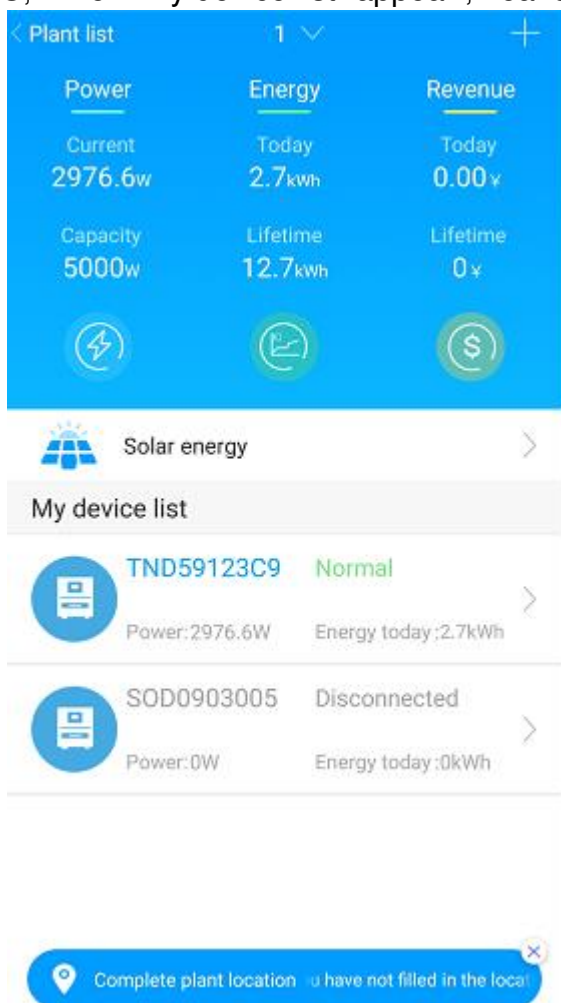 Plant list 1
Power Energy Revenue
Current Today Today
2976.6w 2.7kWh 0.00¥
Capacity Lifetime Lifetime
5000w 12.7kWh 0¥
$
Solar energy
My device list
TND59123C9 Normal
Power:2976.6W Energy today :2.7kWh
SOD0903005 Disconnected
Power:0W Energy today :0kWh
Complete plant location u have not filled in the locat